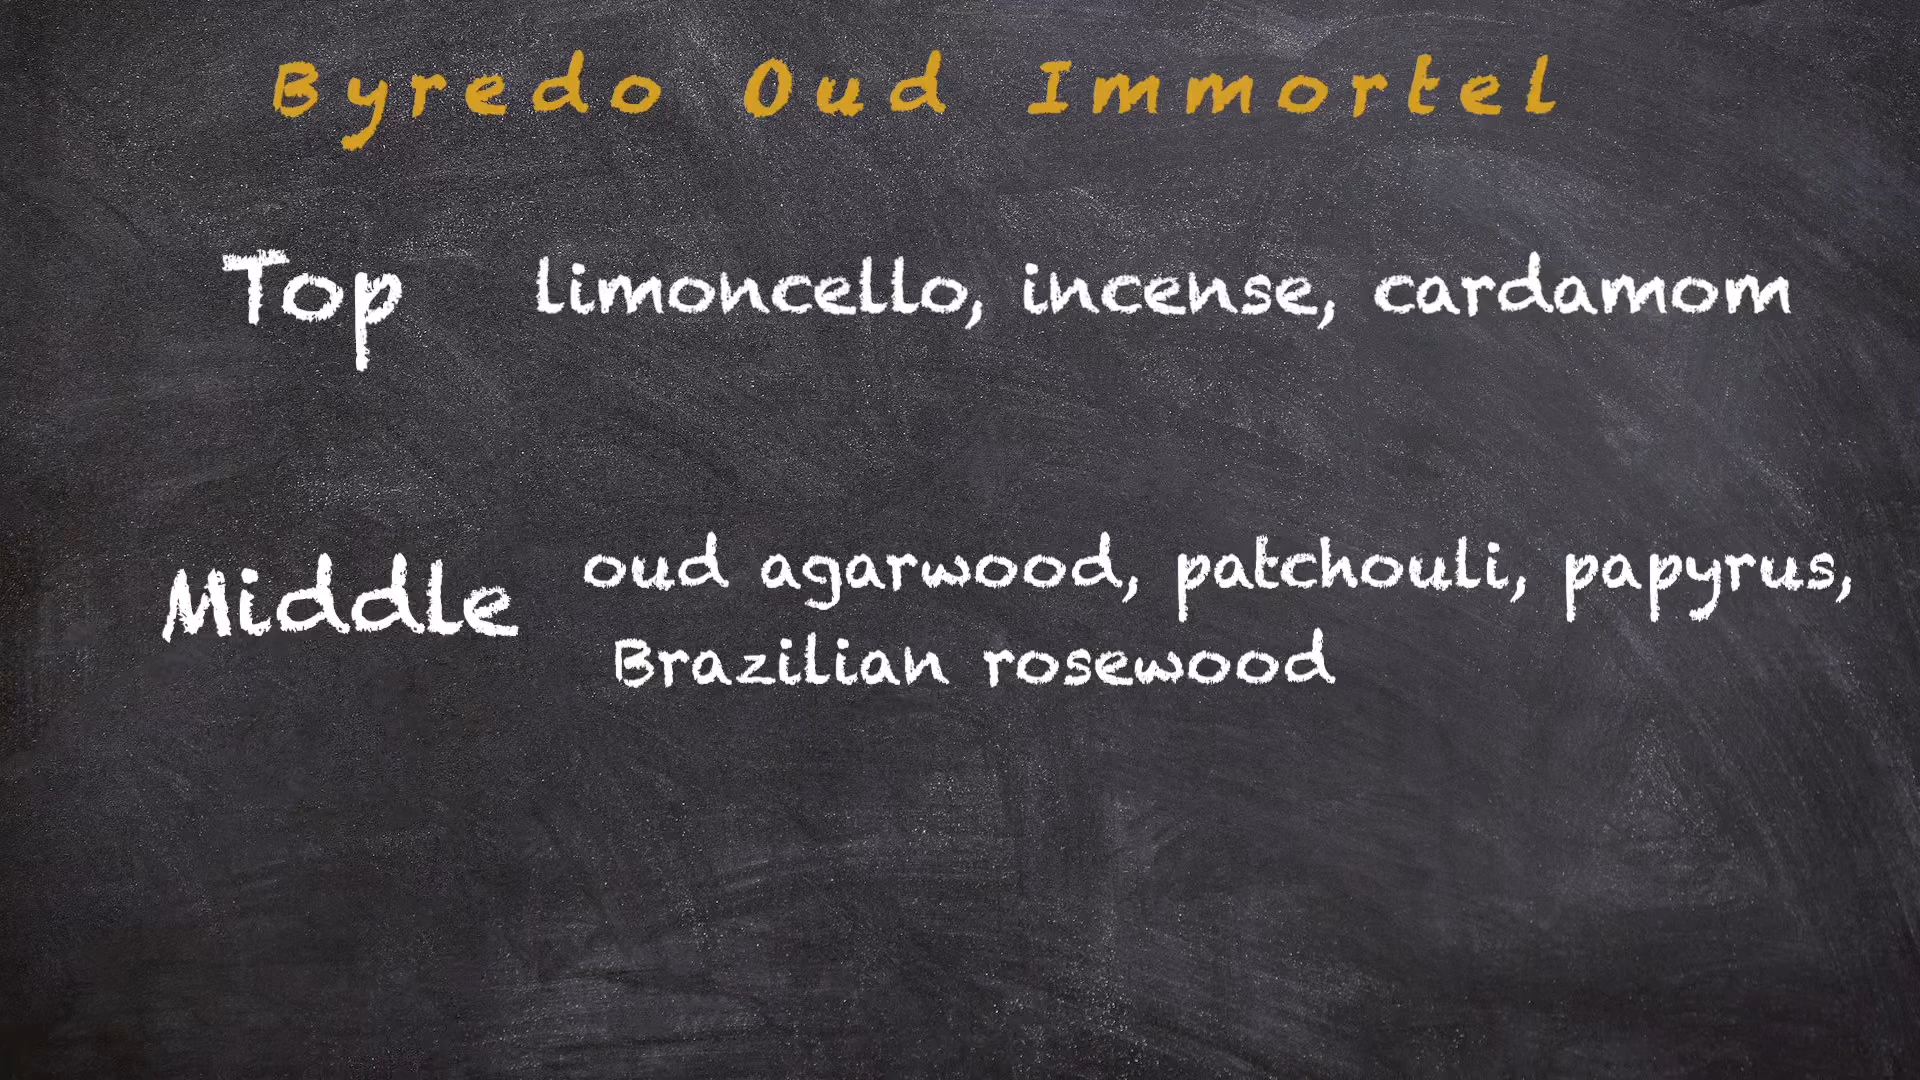 Byredo Oud Immortel
Top limoncello, incense, cardamom
Middle oud agarwood, patchouli, papyrus,
Brazilian rosewood